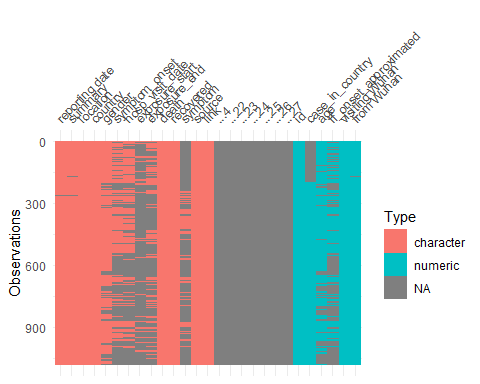 reporting date
summary
location
country
gender
symptom_onset
hosp_visit_date
exposure_start
exposure_end
death
recovered
symptom
source
link
...4
...22
...23
...24
...25
...26
...27
id
case_in_country
age
if_onset_approximated
visiting Wuhan
from Wuhan
0
300
600
900
Observations
Type
character
numeric
NA